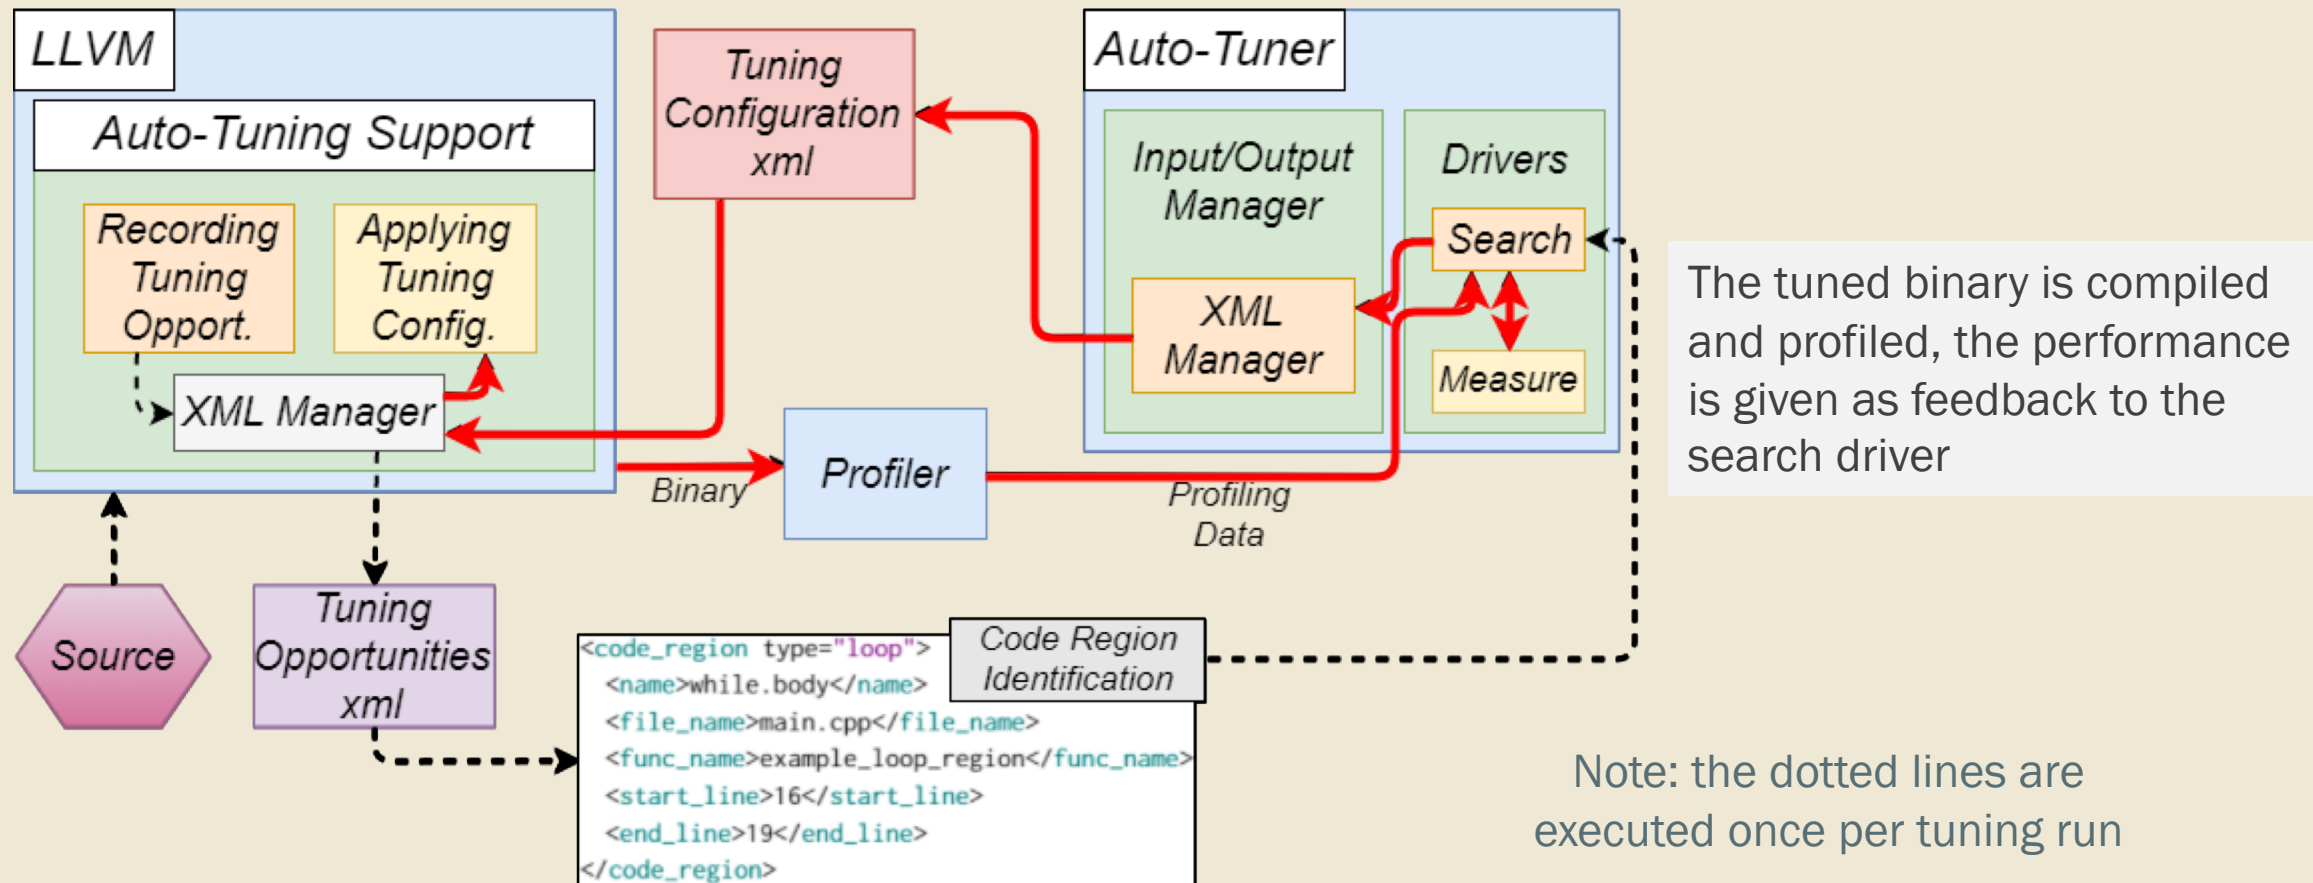 LLVM
Auto-Tuning Support
Recording
Tuning
Opport.
Applying
Tuning
Config.
XML Manager
Tuning
Configuration
xml
Auto-Tuner
Input/Output
Manager
XML
Manager
Drivers
Search
Measure
Binary
Profiler
Profiling
Data
The tuned binary is compiled
and profiled, the performance
is given as feedback to the
search driver
Source
Tuning
Opportunities
xml
Code Region
Identification
<code_region type="loop">
<name>while.body</name>
<file_name>main.cpp</file_name>
<func_name>example_loop_region</func_name>
<start_line>16</start_line>
<end_line>19</end_line>
</code_region>
Note: the dotted lines are
executed once per tuning run